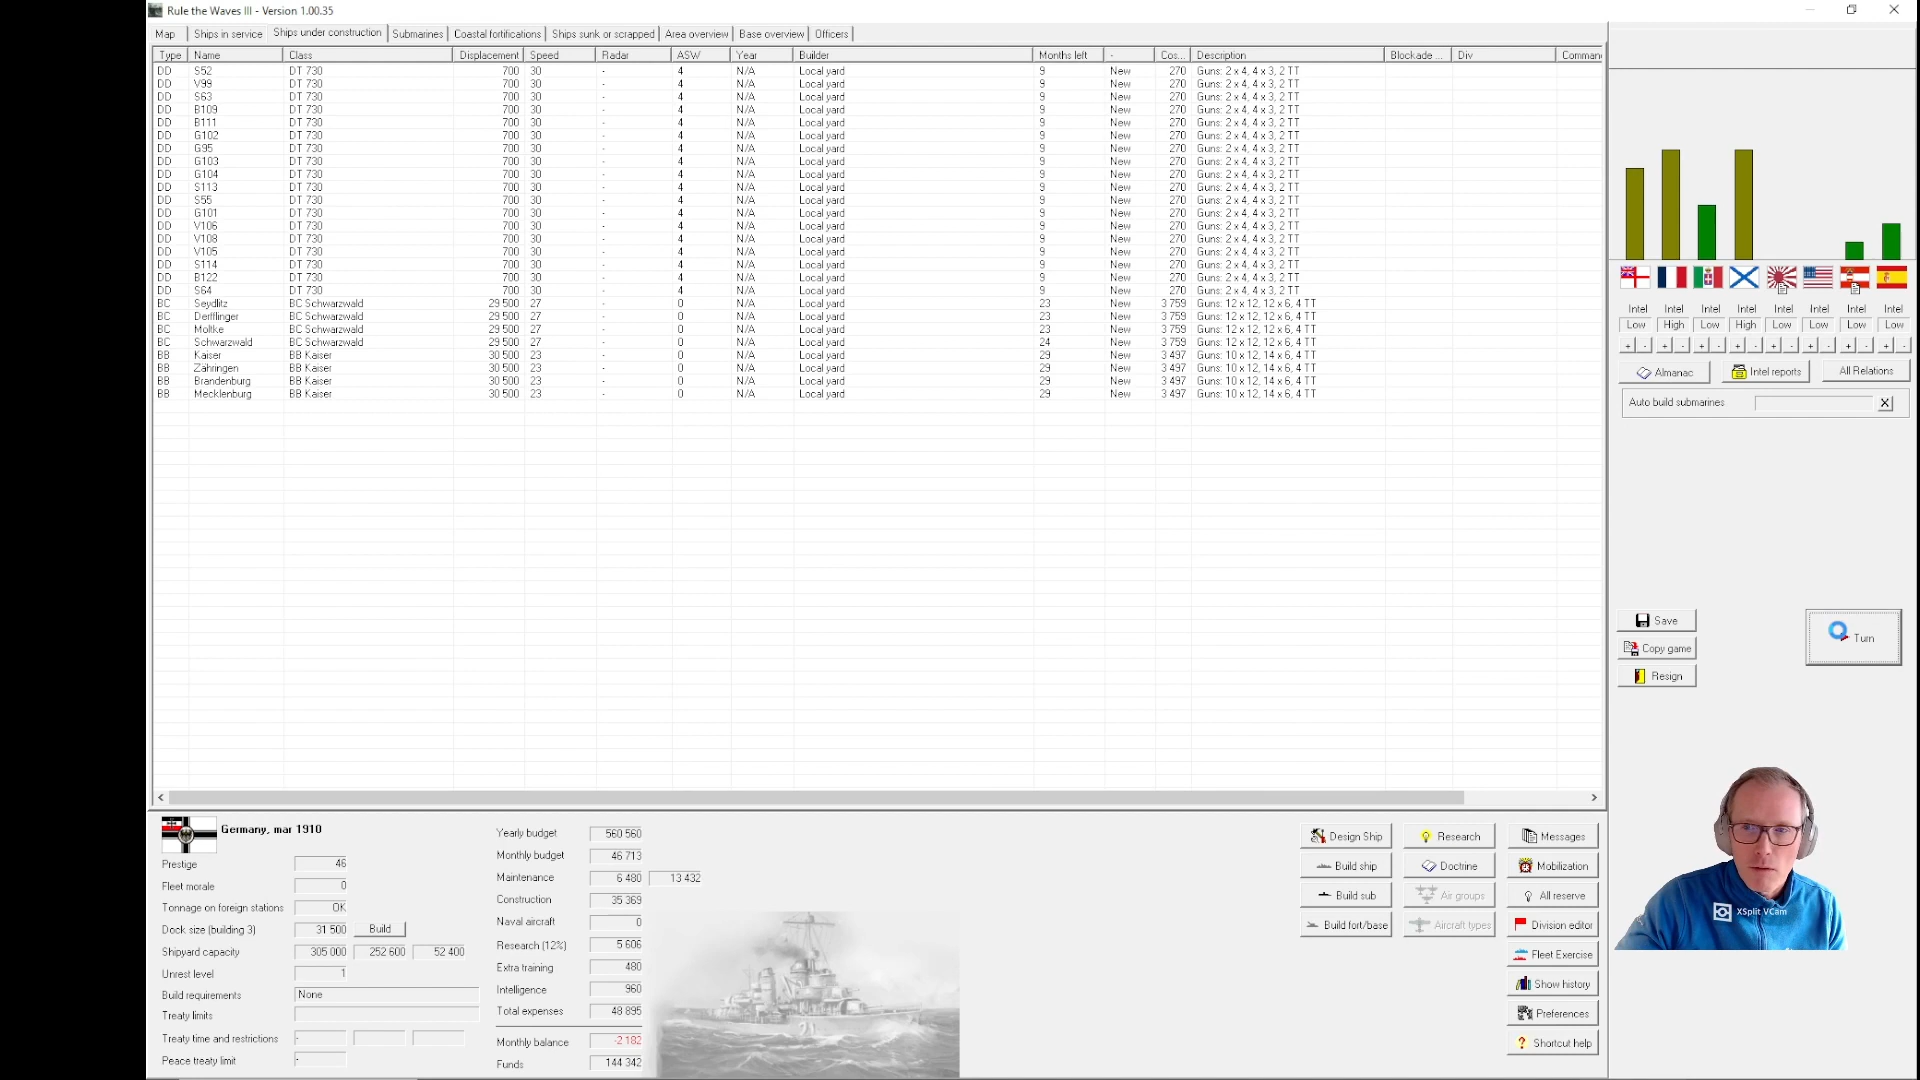 Rule the Waves III - Version 1.00.35
Map Ships in service Ships under construction Submarines Coastal fortifications Ships sunk or scrapped Area overview Base overview Officers
Type Name Class Displacement Speed Radar ASW Year Builder Months left - Cos... Description Blockade ... Div Comman
DD S52 DT 730 700 30 - 4 N/A Local yard 9 New 270 Guns: 2 x 4, 4 x 3, 2 TT
DD V99 DT 730 700 30 - 4 N/A Local yard 9 New 270 Guns: 2 x 4, 4 x 3, 2 TT
DD S63 DT 730 700 30 - 4 N/A Local yard 9 New 270 Guns: 2 x 4, 4 x 3, 2 TT
DD B109 DT 730 700 30 - 4 N/A Local yard 9 New 270 Guns: 2 x 4, 4 x 3, 2 TT
DD B111 DT 730 700 30 - 4 N/A Local yard 9 New 270 Guns: 2 x 4, 4 x 3, 2 TT
DD G102 DT 730 700 30 - 4 N/A Local yard 9 New 270 Guns: 2 x 4, 4 x 3, 2 TT
DD G95 DT 730 700 30 - 4 N/A Local yard 9 New 270 Guns: 2 x 4, 4 x 3, 2 TT
DD G103 DT 730 700 30 - 4 N/A Local yard 9 New 270 Guns: 2 x 4, 4 x 3, 2 TT
DD G104 DT 730 700 30 - 4 N/A Local yard 9 New 270 Guns: 2 x 4, 4 x 3, 2 TT
DD S113 DT 730 700 30 - 4 N/A Local yard 9 New 270 Guns: 2 x 4, 4 x 3, 2 TT
DD S55 DT 730 700 30 - 4 N/A Local yard 9 New 270 Guns: 2 x 4, 4 x 3, 2 TT
DD G101 DT 730 700 30 - 4 N/A Local yard 9 New 270 Guns: 2 x 4, 4 x 3, 2 TT
DD V106 DT 730 700 30 - 4 N/A Local yard 9 New 270 Guns: 2 x 4, 4 x 3, 2 TT
DD V108 DT 730 700 30 - 4 N/A Local yard 9 New 270 Guns: 2 x 4, 4 x 3, 2 TT
DD V105 DT 730 700 30 - 4 N/A Local yard 9 New 270 Guns: 2 x 4, 4 x 3, 2 TT
DD S114 DT 730 700 30 - 4 N/A Local yard 9 New 270 Guns: 2 x 4, 4 x 3, 2 TT
DD B122 DT 730 700 30 - 4 N/A Local yard 9 New 270 Guns: 2 x 4, 4 x 3, 2 TT
DD S64 DT 730 700 30 - 4 N/A Local yard 9 New 270 Guns: 2 x 4, 4 x 3, 2 TT
BC Seydlitz BC Schwarzwald 29 500 27 - 0 N/A Local yard 23 New 3 759 Guns: 12 x 12, 12 x 6, 4 TT
BC Derfflinger BC Schwarzwald 29 500 27 - 0 N/A Local yard 23 New 3 759 Guns: 12 x 12, 12 x 6, 4 TT
BC Moltke BC Schwarzwald 29 500 27 - 0 N/A Local yard 23 New 3 759 Guns: 12 x 12, 12 x 6, 4 TT
BC Schwarzwald BC Schwarzwald 29 500 27 - 0 N/A Local yard 24 New 3 759 Guns: 12 x 12, 12 x 6, 4 TT
BB Kaiser BB Kaiser 30 500 23 - 0 N/A Local yard 29 New 3 497 Guns: 10 x 12, 14 x 6, 4 TT
BB Zähringen BB Kaiser 30 500 23 - 0 N/A Local yard 29 New 3 497 Guns: 10 x 12, 14 x 6, 4 TT
BB Brandenburg BB Kaiser 30 500 23 - 0 N/A Local yard 29 New 3 497 Guns: 10 x 12, 14 x 6, 4 TT
BB Mecklenburg BB Kaiser 30 500 23 - 0 N/A Local yard 29 New 3 497 Guns: 10 x 12, 14 x 6, 4 TT
Intel Intel Intel Intel Intel Intel Intel Intel
Low High Low High Low Low Low Low
+ - + - + - + - + - + - + - + -
Almanac Intel reports All Relations
Auto build submarines X
Save
Copy game
Resign
Turn
XSplit VCam
Germany, mar 1910
Prestige 46
Fleet morale 0
Tonnage on foreign stations OK
Dock size (building 3) 31 500 Build
Shipyard capacity 305 000 252 600 52 400
Unrest level 1
Build requirements None
Treaty limits
Treaty time and restrictions -
Peace treaty limit -
Yearly budget 560 560
Monthly budget 46 713
Maintenance 6 480 13 432
Construction 35 369
Naval aircraft 0
Research (12%) 5 606
Extra training 480
Intelligence 960
Total expenses 48 895
Monthly balance -2 182
Funds 144 342
Design Ship Research Messages
Build ship Doctrine Mobilization
Build sub Air groups All reserve
Build fort/base Aircraft types Division editor
Fleet Exercise
Show history
Preferences
Shortcut help